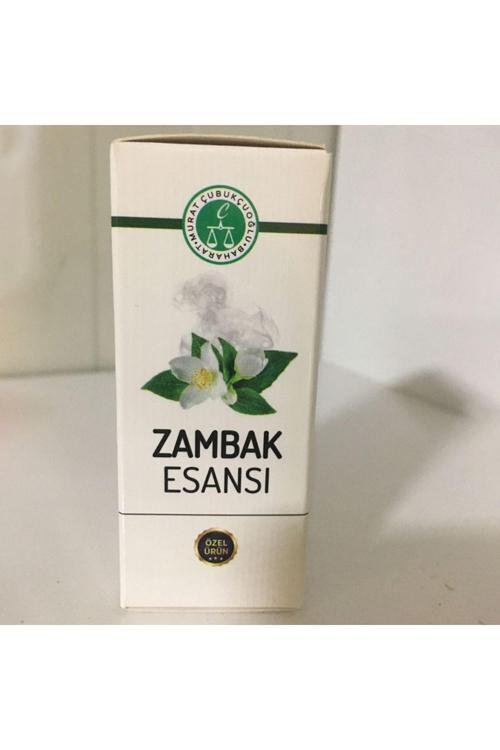 MURAT ÇUBUKÇUOĞLU • BAHARAT •
C
ZAMBAK
ESANSI
ÖZEL
ÜRÜN